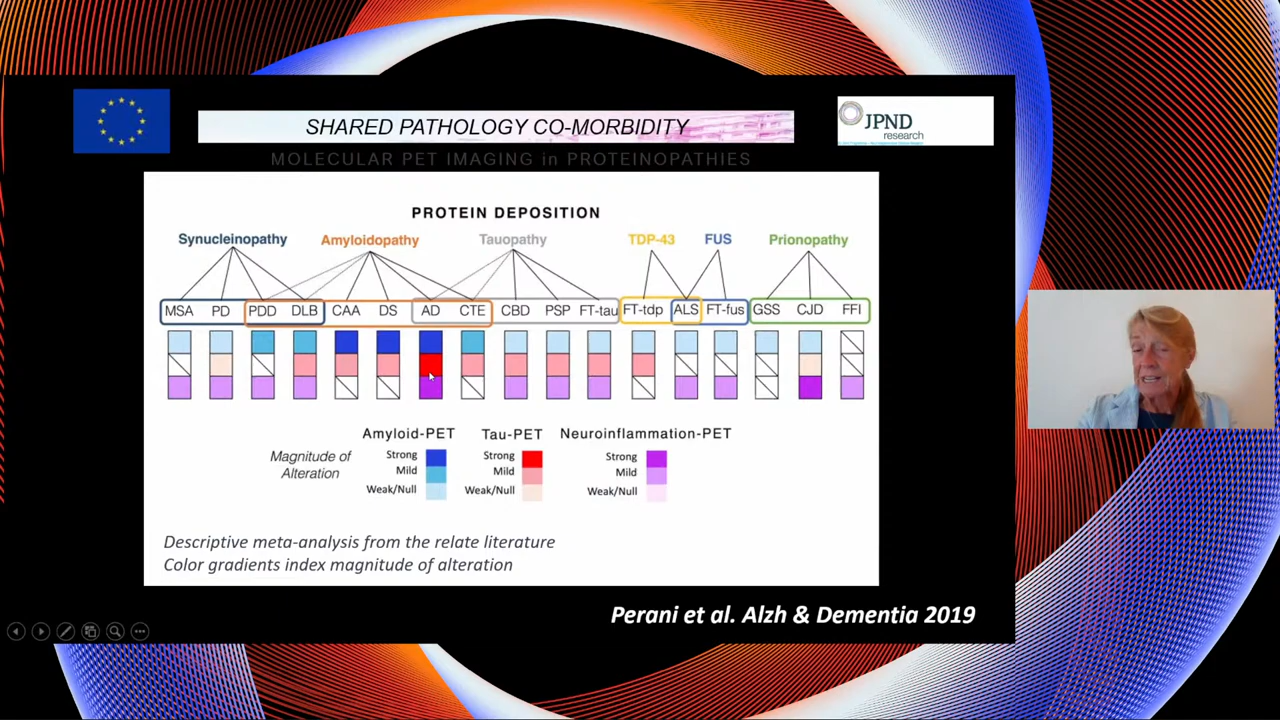 SHARED PATHOLOGY CO-MORBIDITY
JPND
research
MOLECULAR PET IMAGING in PROTEINOPATHIES
PROTEIN DEPOSITION
Synucleinopathy Amyloidopathy Tauopathy TDP-43 FUS Prionopathy
MSA PD PDD DLB CAA DS AD CTE CBD PSP FT-tau FT-tdp ALS FT-fus GSS CJD FFI
Amyloid-PET Tau-PET Neuroinflammation-PET
Magnitude of
Alteration
Strong Strong Strong
Mild Mild Mild
Weak/Null Weak/Null Weak/Null
Descriptive meta-analysis from the relate literature
Color gradients index magnitude of alteration
Perani et al. Alzh & Dementia 2019